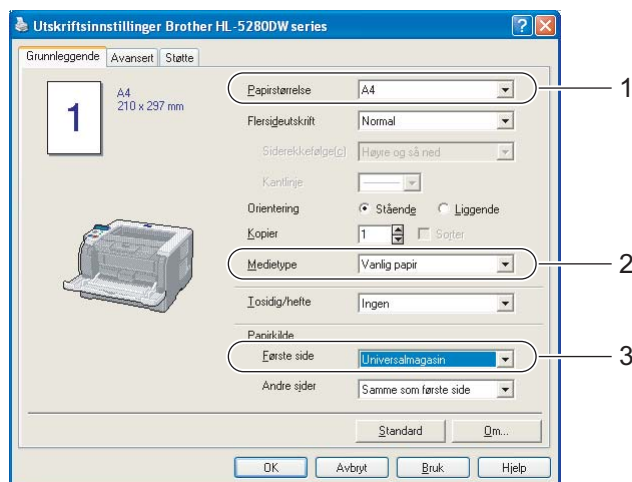 Utskriftsinnstillinger Brother HL-5280DW series
Grunnleggende Avansert Støtte
1
A4
210 x 297 mm
Papirstørrelse A4 1
Flersideutskrift Normal
Siderekkefølge(c) Høyre og så ned
Kantlinje
Orientering Stående Liggende
Kopier 1 Sorter
Medietype Vanlig papir 2
Tosidig/hefte Ingen
Papirkilde
Første side Universalmagasin 3
Andre sider Samme som første side
Standard Om...
OK Avbryt Bruk Hjelp